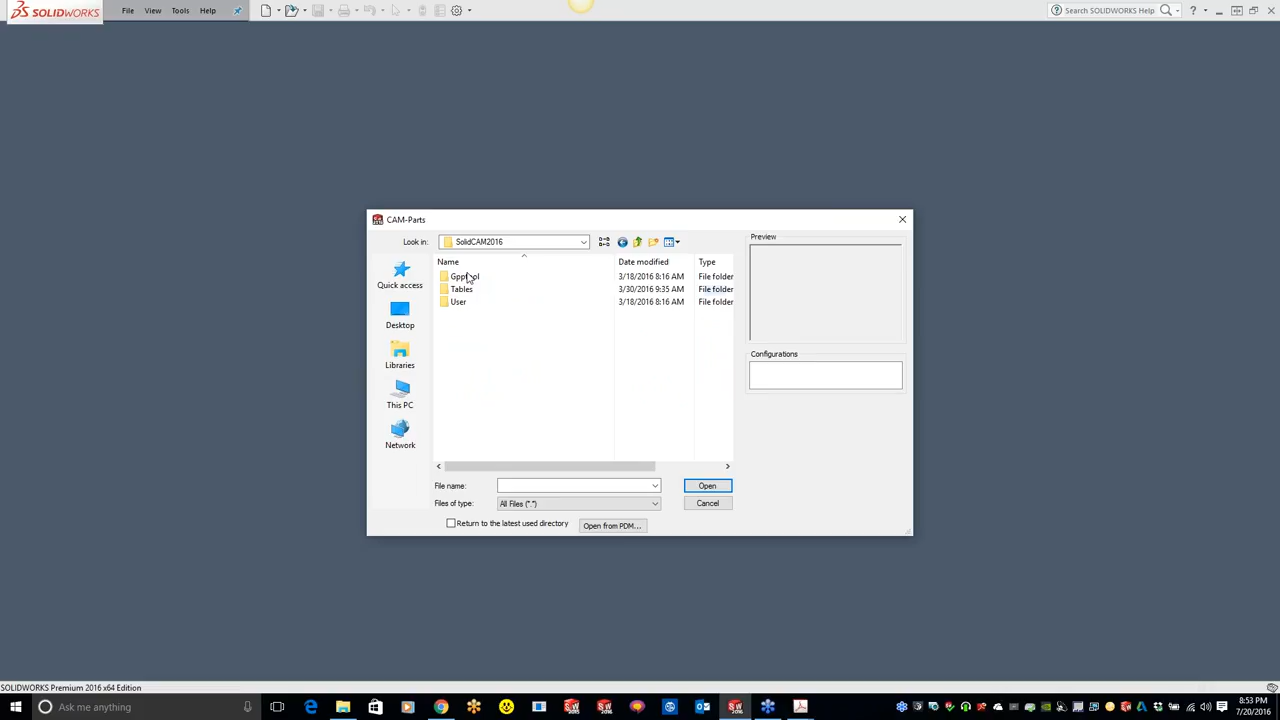 SOLIDWORKS File View Tools Help Search SOLIDWORKS Help
CAM-Parts
Look in: SolidCAM2016
Preview
Name Date modified Type
3/18/2016 8:16 AM File folder
Tables 3/30/2016 9:35 AM File folder
User 3/18/2016 8:16 AM File folder
Quick access
Desktop
Libraries
This PC
Network
Configurations
File name: Open
Files of type: All Files (*.*) Cancel
Return to the latest used directory Open from PDM...
SOLIDWORKS Premium 2016 x64 Edition
Ask me anything
8:53 PM
7/20/2016